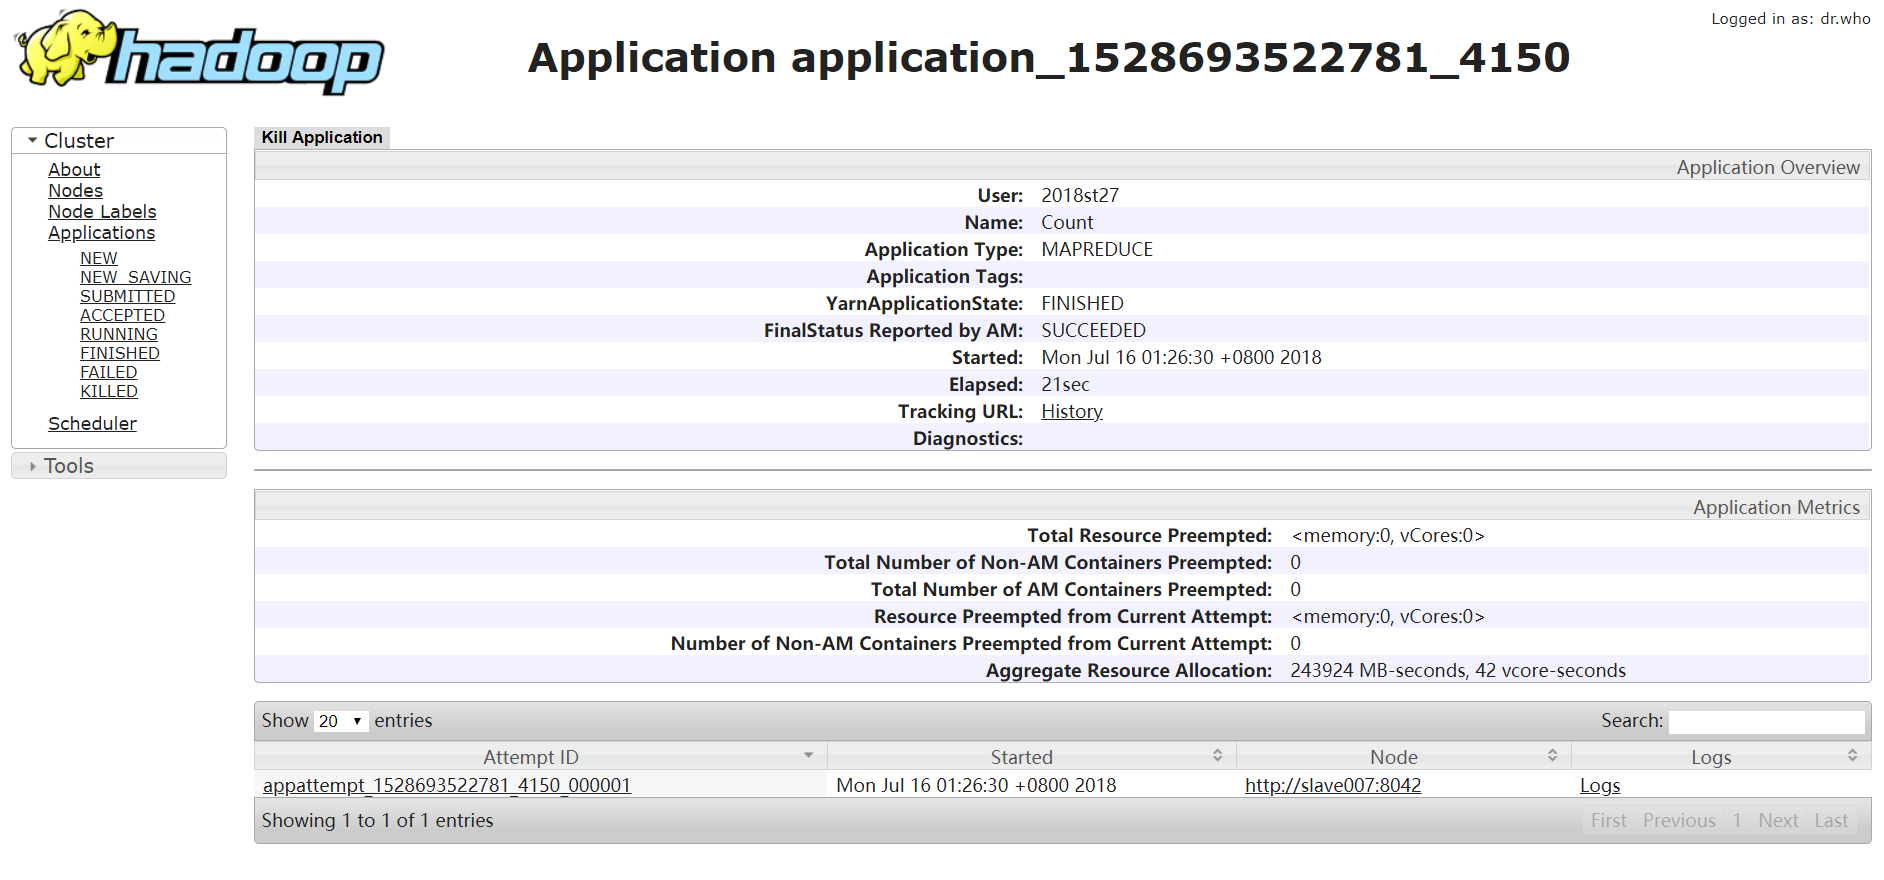 hadoop
Logged in as: dr.who
Application application_1528693522781_4150
Cluster
About
Nodes
Node Labels
Applications
NEW
NEW_SAVING
SUBMITTED
ACCEPTED
RUNNING
FINISHED
FAILED
KILLED
Scheduler
Tools
Kill Application
Application Overview
User: 2018st27
Name: Count
Application Type: MAPREDUCE
Application Tags:
YarnApplicationState: FINISHED
FinalStatus Reported by AM: SUCCEEDED
Started: Mon Jul 16 01:26:30 +0800 2018
Elapsed: 21sec
Tracking URL: History
Diagnostics:
Application Metrics
Total Resource Preempted: <memory:0, vCores:0>
Total Number of Non-AM Containers Preempted: 0
Total Number of AM Containers Preempted: 0
Resource Preempted from Current Attempt: <memory:0, vCores:0>
Number of Non-AM Containers Preempted from Current Attempt: 0
Aggregate Resource Allocation: 243924 MB-seconds, 42 vcore-seconds
Show 20 entries Search:
Attempt ID Started Node Logs
appattempt_1528693522781_4150_000001 Mon Jul 16 01:26:30 +0800 2018 http://slave007:8042 Logs
Showing 1 to 1 of 1 entries First Previous 1 Next Last